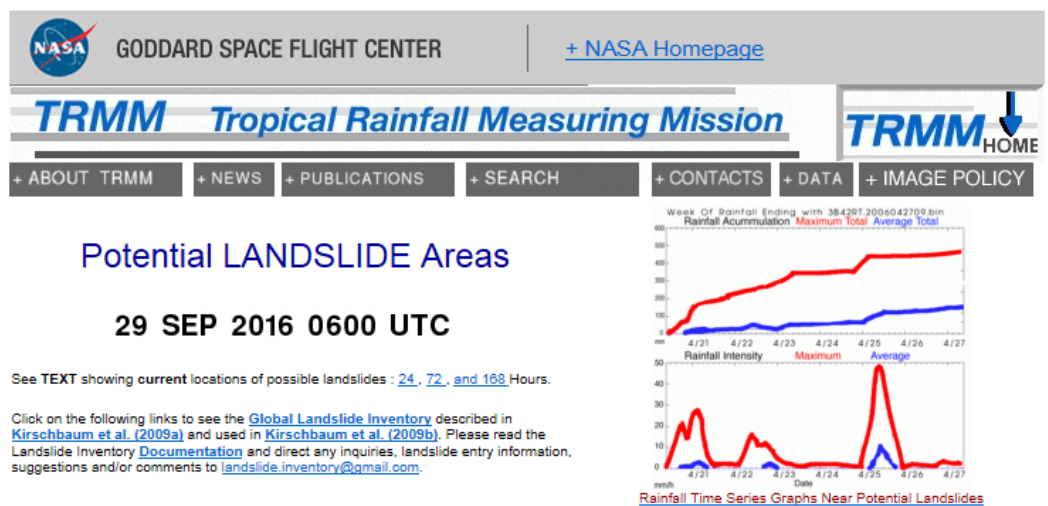 NASA
GODDARD SPACE FLIGHT CENTER
+ NASA Homepage
TRMM Tropical Rainfall Measuring Mission
TRMM HOME
+ ABOUT TRMM
+ NEWS
+ PUBLICATIONS
+ SEARCH
+ CONTACTS
+ DATA
+ IMAGE POLICY
Potential LANDSLIDE Areas
29 SEP 2016 0600 UTC
See TEXT showing current locations of possible landslides : 24 , 72 , and 168 Hours.
Click on the following links to see the Global Landslide Inventory described in
Kirschbaum et al. (2009a) and used in Kirschbaum et al. (2009b). Please read the
Landslide Inventory Documentation and direct any inquiries, landslide entry information,
suggestions and/or comments to landslide.inventory@gmail.com.
Week Of Rainfall Ending with 3B42RT.2006042709.bin
Rainfall Acummulation Maximum Total Average Total
600
500
400
300
200
100
0
mm 4/21 4/22 4/23 4/24 4/25 4/26 4/27
Rainfall Intensity Maximum Average
50
40
30
20
10
0
4/21 4/22 4/23 4/24 4/25 4/26 4/27
mm/h Date
Rainfall Time Series Graphs Near Potential Landslides